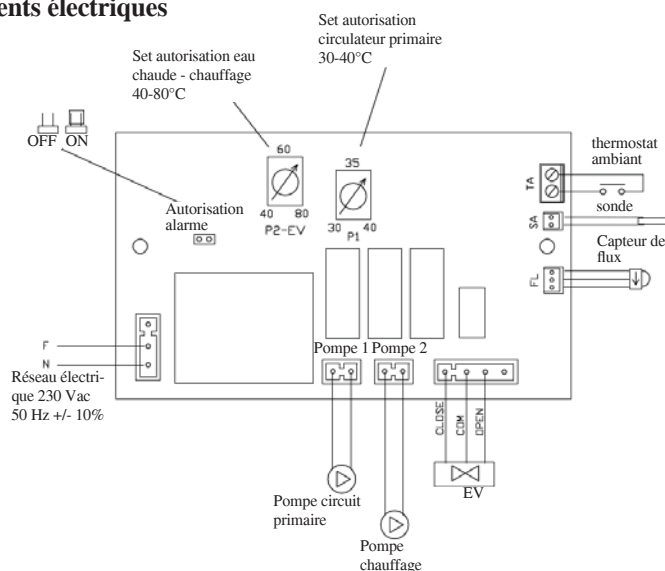 ents électriques
Set autorisation
circulateur primaire
30-40°C
Set autorisation eau
chaude - chauffage
40-80°C
OFF ON
60
40 80
P2-EV
35
30 40
P1
Autorisation
alarme
thermostat
ambiant
TA
sonde
SA
Capteur de
flux
FL
F
N
Réseau électri-
que 230 Vac
50 Hz +/- 10%
Pompe 1 Pompe 2
CLOSE
COM
OPEN
EV
Pompe circuit
primaire
Pompe
chauffage